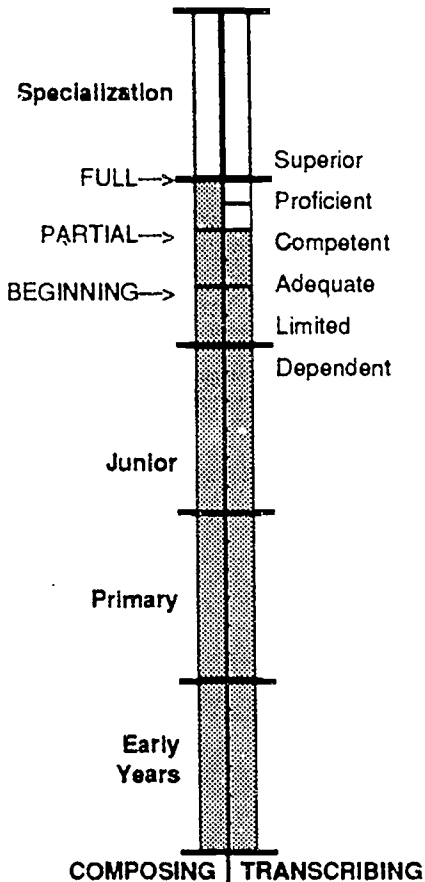 Specialization
Superior
FULL—>
Proficient
PARTIAL—>
Competent
Adequate
BEGINNING—>
Limited
Dependent
Junior
Primary
Early
Years
COMPOSING | TRANSCRIBING